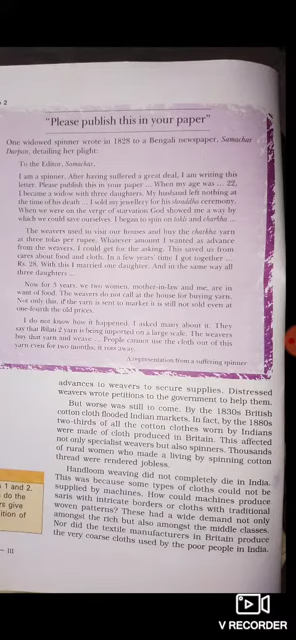 2
"Please publish this in your paper"
One widowed spinner wrote in 1828 to a Bengali newspaper, Samachar
Darpan, detailing her plight:
To the Editor, Samachar,
I am a spinner. After having suffered a great deal, I am writing this
letter. Please publish this in your paper ... When my age was ... 22,
I became a widow with three daughters. My husband left nothing at
the time of his death ... I sold my jewellery for his shraddha ceremony.
When we were on the verge of starvation God showed me a way by
which we could save ourselves. I began to spin on takli and charkha ...
The weavers used to visit our houses and buy the charkha yarn
at three tolas per rupee. Whatever amount I wanted as advance
from the weavers, I could get for the asking. This saved us from
cares about food and cloth. In a few years' time I got together ...
Rs. 28. With this I married one daughter. And in the same way all
three daughters ...
Now for 3 years, we two women, mother-in-law and me, are in
want of food. The weavers do not call at the house for buying yarn.
Not only this, if the yarn is sent to market it is still not sold even at
one-fourth the old prices.
I do not know how it happened. I asked many about it. They
say that Bilati 2 yarn is being imported on a large scale. The weavers
buy that yarn and weave ... People cannot use the cloth out of this
yarn even for two months; it rots away.
A representation from a suffering spinner
advances to weavers to secure supplies. Distressed
weavers wrote petitions to the government to help them.
But worse was still to come. By the 1830s British
cotton cloth flooded Indian markets. In fact, by the 1880s
two-thirds of all the cotton clothes worn by Indians
were made of cloth produced in Britain. This affected
not only specialist weavers but also spinners. Thousands
of rural women who made a living by spinning cotton
thread were rendered jobless.
Handloom weaving did not completely die in India.
This was because some types of cloths could not be
supplied by machines. How could machines produce
saris with intricate borders or cloths with traditional
woven patterns? These had a wide demand not only
amongst the rich but also amongst the middle classes.
Nor did the textile manufacturers in Britain produce
the very coarse cloths used by the poor people in India.
s 1 and 2.
do the
rs give
ition of
– III
V RECORDER